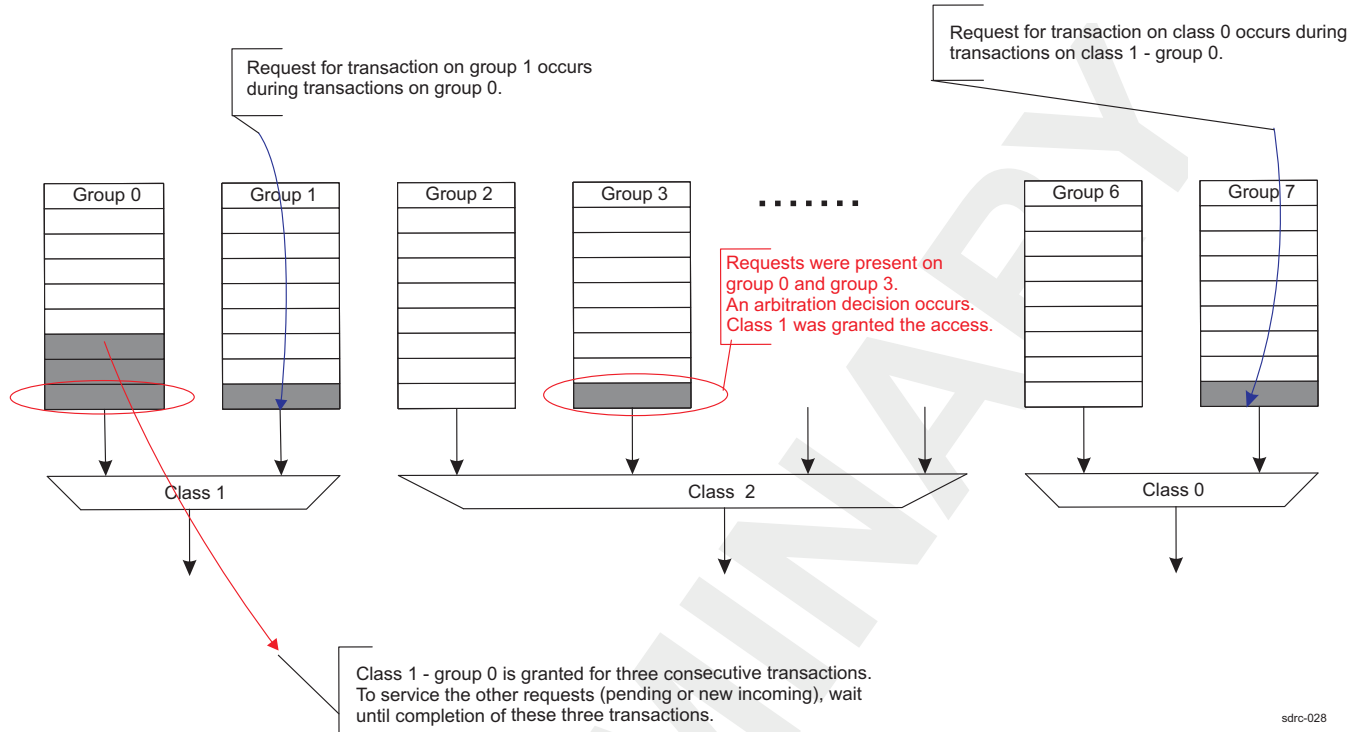 Request for transaction on class 0 occurs during
transactions on class 1 - group 0.
Request for transaction on group 1 occurs
during transactions on group 0.
Group 0
Group 1
Group 2
Group 3
.......
Group 6
Group 7
Requests were present on
group 0 and group 3.
An arbitration decision occurs.
Class 1 was granted the access.
Class 1
Class 2
Class 0
Class 1 - group 0 is granted for three consecutive transactions.
To service the other requests (pending or new incoming), wait
until completion of these three transactions.
sdrc-028
MINARY